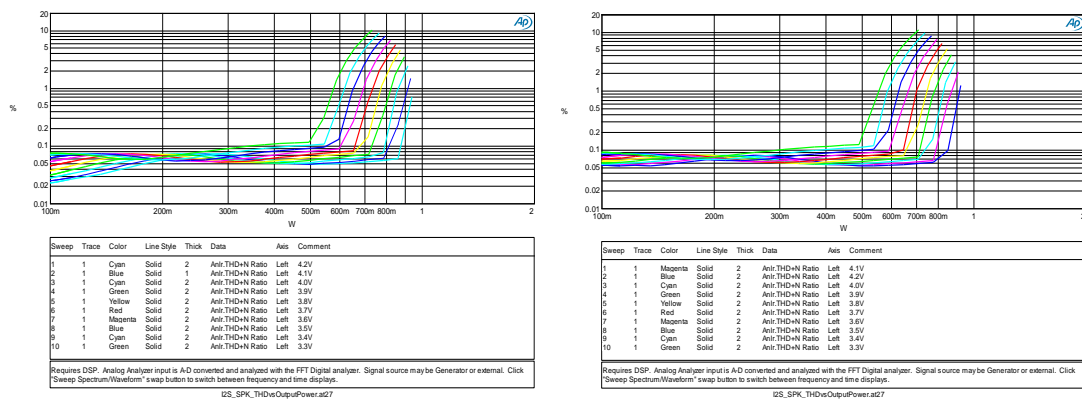 20
10
5
2
1
0.5
0.2
0.1
0.05
0.02
0.01
%
Ap
100m 200m 300m 400m 500m 600m 700m 800m 1 2
W
Sweep Trace Color Line Style Thick Data Axis Comment
1 1 Cyan Solid 2 Anlr.THD+N Ratio Left 4.2V
2 1 Blue Solid 1 Anlr.THD+N Ratio Left 4.1V
3 1 Cyan Solid 2 Anlr.THD+N Ratio Left 4.0V
4 1 Green Solid 2 Anlr.THD+N Ratio Left 3.9V
5 1 Yellow Solid 2 Anlr.THD+N Ratio Left 3.8V
6 1 Red Solid 2 Anlr.THD+N Ratio Left 3.7V
7 1 Magenta Solid 2 Anlr.THD+N Ratio Left 3.6V
8 1 Blue Solid 2 Anlr.THD+N Ratio Left 3.5V
9 1 Cyan Solid 2 Anlr.THD+N Ratio Left 3.4V
10 1 Green Solid 2 Anlr.THD+N Ratio Left 3.3V
Requires DSP. Analog Analyzer input is A-D converted and analyzed with the FFT Digital analyzer. Signal source may be Generator or external. Click
"Sweep Spectrum/Waveform" swap button to switch between frequency and time displays.
I2S_SPK_THDvsOutputPower.at27
20
10
5
2
1
0.5
0.2
0.1
0.05
0.02
0.01
%
Ap
100m 200m 300m 400m 500m 600m 700m 800m 1 2
W
Sweep Trace Color Line Style Thick Data Axis Comment
1 1 Magenta Solid 2 Anlr.THD+N Ratio Left 4.1V
2 1 Blue Solid 2 Anlr.THD+N Ratio Left 4.2V
3 1 Cyan Solid 2 Anlr.THD+N Ratio Left 4.0V
4 1 Green Solid 2 Anlr.THD+N Ratio Left 3.9V
5 1 Yellow Solid 2 Anlr.THD+N Ratio Left 3.8V
6 1 Red Solid 2 Anlr.THD+N Ratio Left 3.7V
7 1 Magenta Solid 2 Anlr.THD+N Ratio Left 3.6V
8 1 Blue Solid 2 Anlr.THD+N Ratio Left 3.5V
9 1 Cyan Solid 2 Anlr.THD+N Ratio Left 3.4V
10 1 Green Solid 2 Anlr.THD+N Ratio Left 3.3V
Requires DSP. Analog Analyzer input is A-D converted and analyzed with the FFT Digital analyzer. Signal source may be Generator or external. Click
"Sweep Spectrum/Waveform" swap button to switch between frequency and time displays.
I2S_SPK_THDvsOutputPower.at27